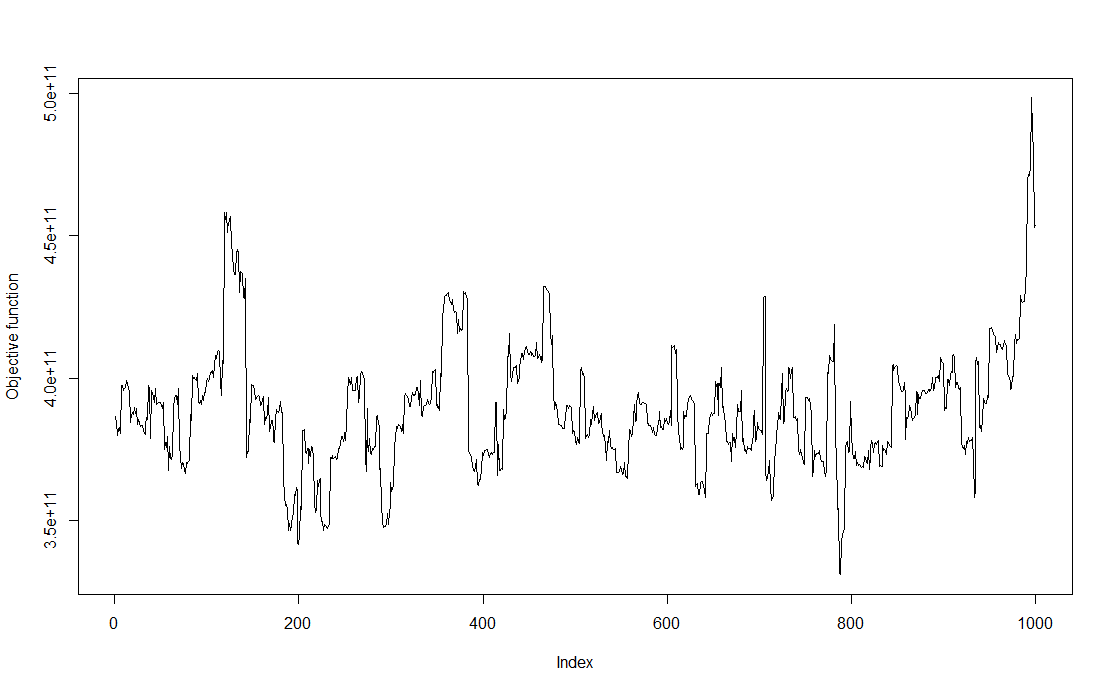 Objective function
5.0e+11
4.5e+11
4.0e+11
3.5e+11
0 200 400 600 800 1000
Index